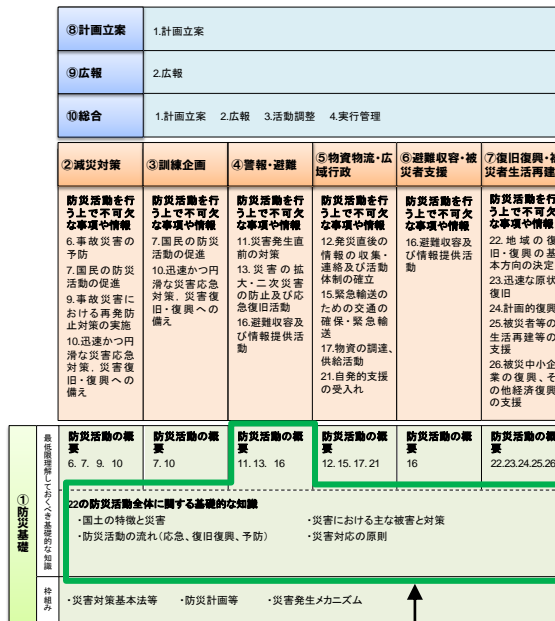 ⑧計画立案
1.計画立案
⑨広報
2.広報
⑩総合
1.計画立案 2.広報 3.活動調整 4.実行管理
②減災対策
③訓練企画
④警報・避難
⑤物資物流・広
域行政
⑥避難収容・被
災者支援
⑦復旧復興・被
災者生活再建
防災活動を行
う上で不可欠
な事項や情報
6.事故災害の
予防
7.国民の防災
活動の促進
9.事故災害に
おける再発防
止対策の実施
10.迅速かつ円
滑な災害応急
対策、災害復
旧・復興への
備え
防災活動を行
う上で不可欠
な事項や情報
7.国民の防災
活動の促進
10.迅速かつ円
滑な災害応急
対策、災害復
旧・復興への
備え
防災活動を行
う上で不可欠
な事項や情報
11.災害発生直
前の対策
13.災害の拡
大・二次災害
の防止及び応
急復旧活動
16.避難収容及
び情報提供活
動
防災活動を行
う上で不可欠
な事項や情報
12.発災直後の
情報の収集・
連絡及び活動
体制の確立
15.緊急輸送の
ための交通の
確保・緊急輸
送
17.物資の調達、
供給活動
21.自発的支援
の受入れ
防災活動を行
う上で不可欠
な事項や情報
16.避難収容及
び情報提供活
動
防災活動を行
う上で不可欠
な事項や情報
22.地域の復
旧・復興の基
本方向の決定
23.迅速な原状
復旧
24.計画的復興
25.被災者等の
生活再建等の
支援
26.被災中小企
業の復興、そ
の他経済復興
の支援
①防災基礎
最低限理解しておくべき基礎的な知識
防災活動の概
要
6. 7. 9. 10
防災活動の概
要
7.10
防災活動の概
要
11.13. 16
防災活動の概
要
12.15.17.21
防災活動の概
要
16
防災活動の概
要
22.23.24.25.26
22の防災活動全体に関する基礎的な知識
・国土の特徴と災害 ・災害における主な被害と対策
・防災活動の流れ（応急、復旧復興、予防） ・災害対応の原則
枠組み
・災害対策基本法等 ・防災計画等 ・災害発生メカニズム